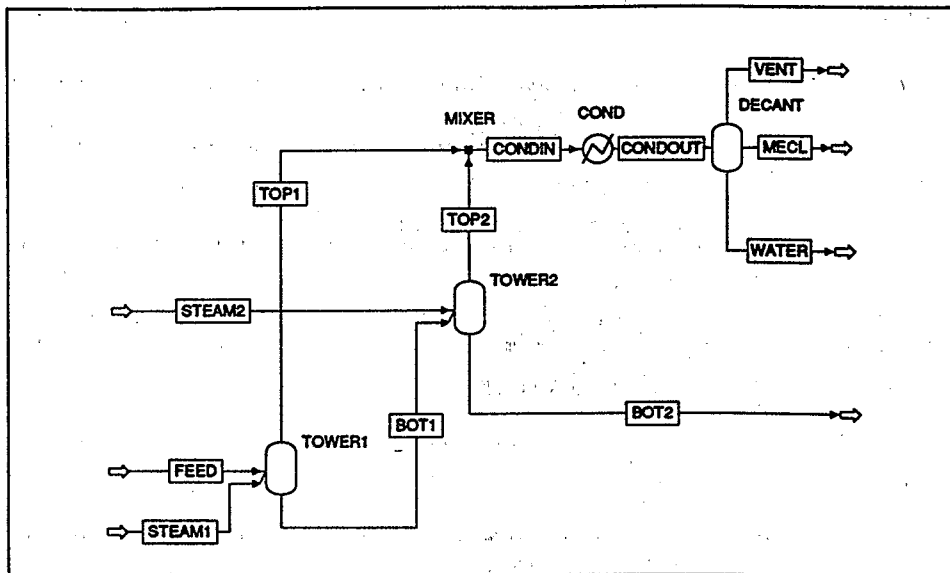 VENT
DECANT
COND
MIXER
CONDIN
CONDOUT
MECL
TOP1
TOP2
WATER
TOWER2
STEAM2
BOT1
BOT2
TOWER1
FEED
STEAM1